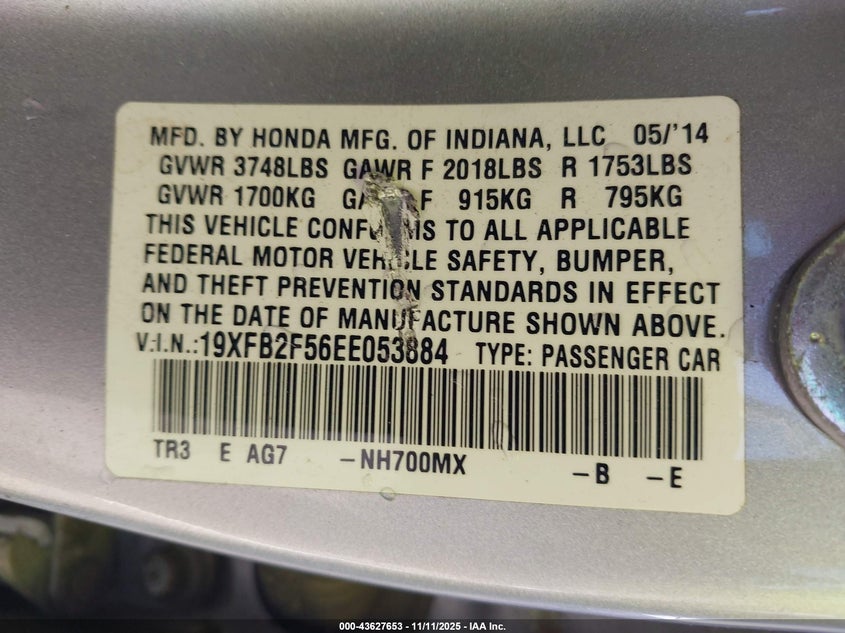 MFD. BY HONDA MFG. OF INDIANA, LLC 05/'14
GVWR 3748LBS GAWR F 2018LBS R 1753LBS
GVWR 1700KG F 915KG R 795KG
THIS VEHICLE TO ALL APPLICABLE
FEDERAL MOTOR VEHICLE SAFETY, BUMPER,
AND THEFT PREVENTION STANDARDS IN EFFECT
ON THE DATE OF MANUFACTURE SHOWN ABOVE.
V.I.N.:19XFB2F56EE053884 TYPE: PASSENGER CAR
TR3 E AG7 -NH700MX -B -E
000-43627653 - 11/11/2025 - IAA Inc.